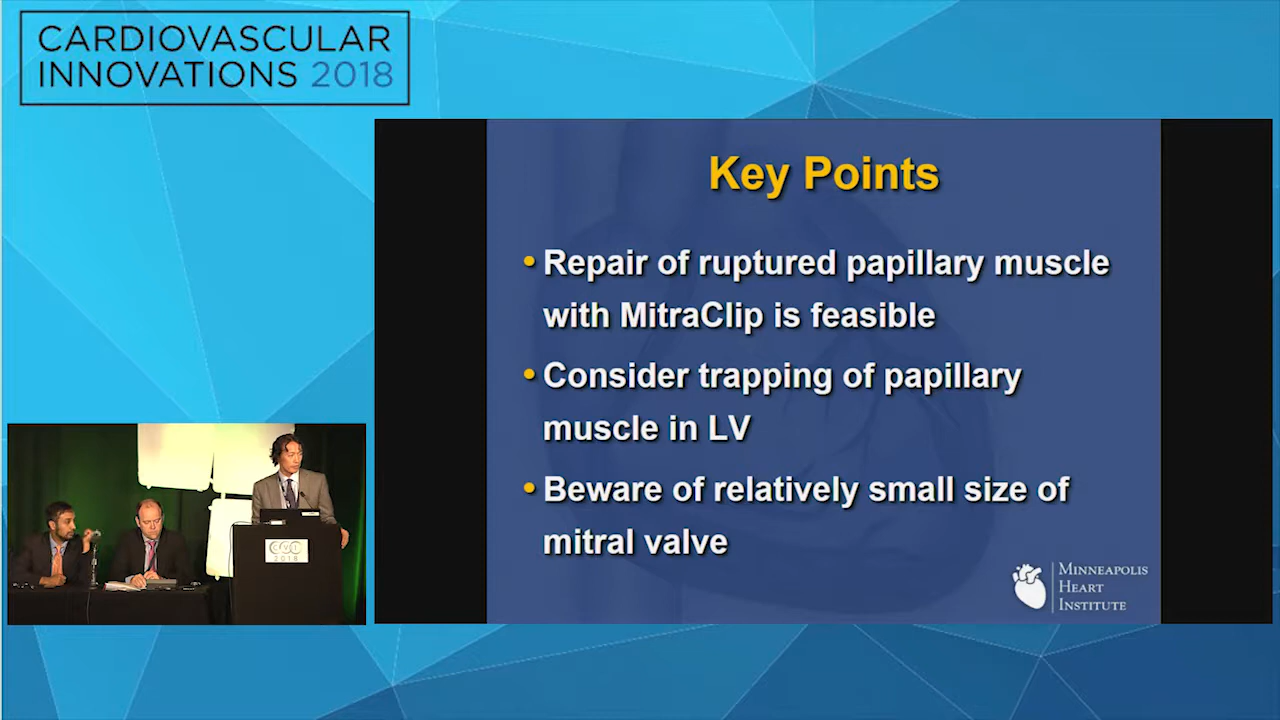 CARDIOVASCULAR
INNOVATIONS 2018
Key Points
• Repair of ruptured papillary muscle
with MitraClip is feasible
• Consider trapping of papillary
muscle in LV
• Beware of relatively small size of
mitral valve
MINNEAPOLIS
HEART
INSTITUTE
CVI
2018